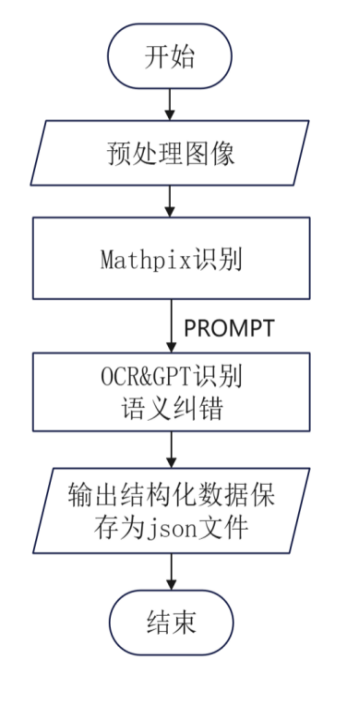 开始
预处理图像
Mathpix识别
PROMPT
OCR&GPT识别
语义纠错
输出结构化数据保
存为json文件
结束